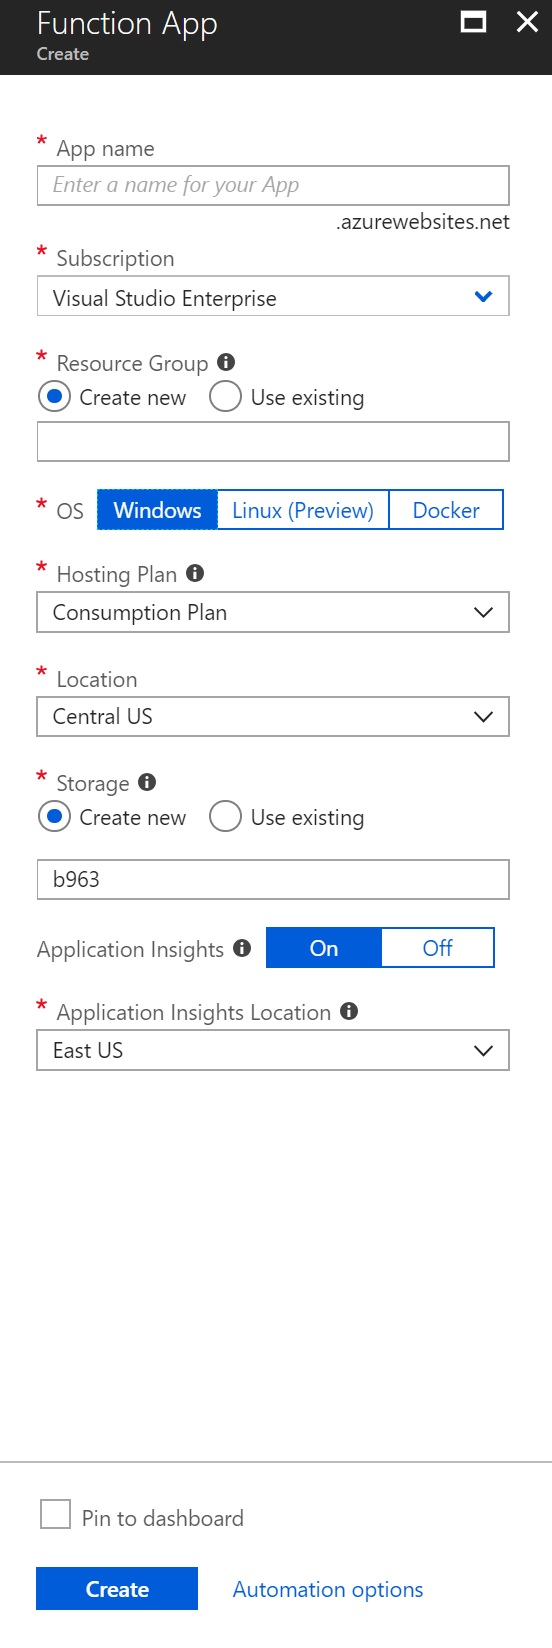 Function App
Create
* App name
Enter a name for your App
.azurewebsites.net
* Subscription
Visual Studio Enterprise
* Resource Group
Create new Use existing
* OS Windows Linux (Preview) Docker
* Hosting Plan
Consumption Plan
* Location
Central US
* Storage
Create new Use existing
b963
Application Insights On Off
* Application Insights Location
East US
Pin to dashboard
Create Automation options